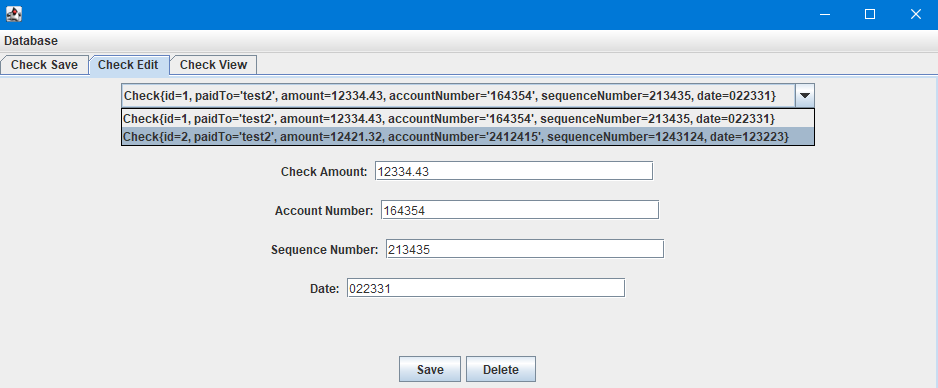 Database
Check Save Check Edit Check View
Check{id=1, paidTo='test2', amount=12334.43, accountNumber='164354', sequenceNumber=213435, date=022331}
Check{id=1, paidTo='test2', amount=12334.43, accountNumber='164354', sequenceNumber=213435, date=022331}
Check{id=2, paidTo='test2', amount=12421.32, accountNumber='2412415', sequenceNumber=1243124, date=123223}
Check Amount: 12334.43
Account Number: 164354
Sequence Number: 213435
Date: 022331
Save Delete